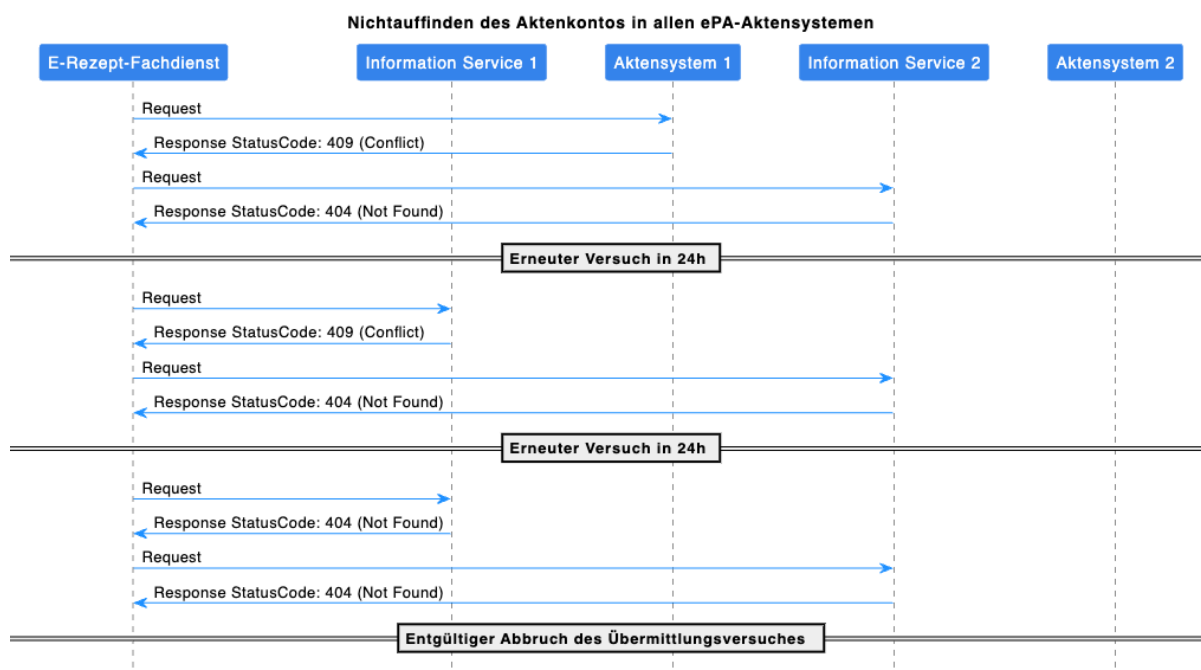 Nichtauffinden des Aktenkontos in allen ePA-Aktensystemen
E-Rezept-Fachdienst
Information Service 1
Aktensystem 1
Information Service 2
Aktensystem 2
Request
Response StatusCode: 409 (Conflict)
Request
Response StatusCode: 404 (Not Found)
Erneuter Versuch in 24h
Request
Response StatusCode: 409 (Conflict)
Request
Response StatusCode: 404 (Not Found)
Erneuter Versuch in 24h
Request
Response StatusCode: 404 (Not Found)
Request
Response StatusCode: 404 (Not Found)
Entgültiger Abbruch des Übermittlungsversuches